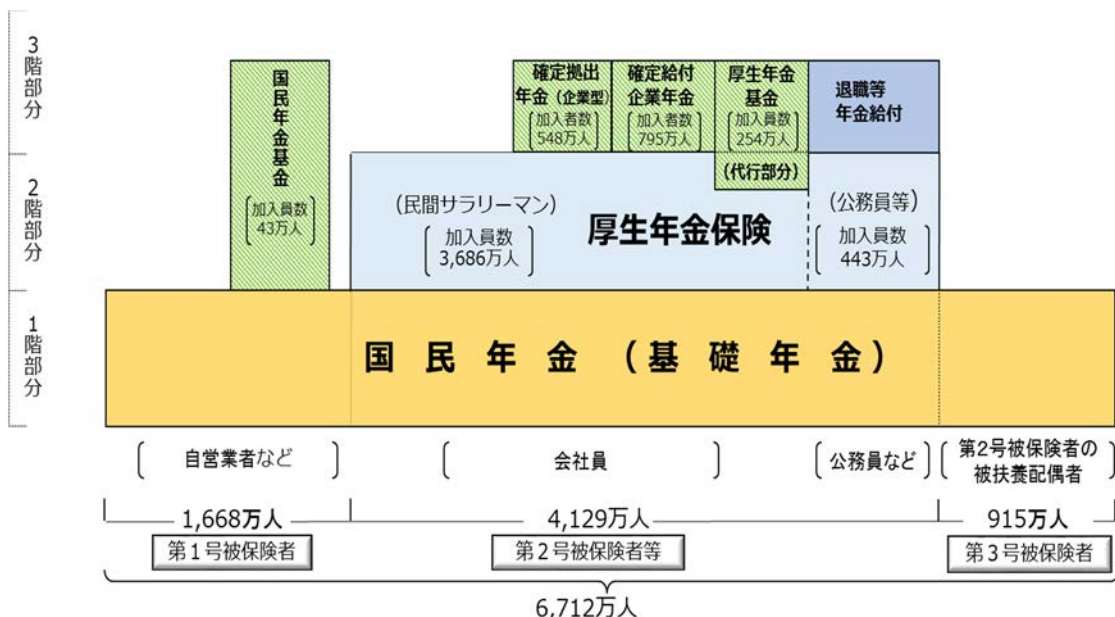 3階部分
2階部分
1階部分
国民年金基金
加入員数
43万人
確定拠出
年金（企業型）
加入者数
548万人
確定給付
企業年金
加入者数
795万人
厚生年金
基金
加入員数
254万人
(代行部分)
退職等
年金給付
(民間サラリーマン)
加入員数
3,686万人
厚生年金保険
(公務員等)
加入員数
443万人
国民年金（基礎年金）
自営業者など
会社員
公務員など
第2号被保険者の
被扶養配偶者
1,668万人
4,129万人
915万人
第1号被保険者
第2号被保険者等
第3号被保険者
6,712万人